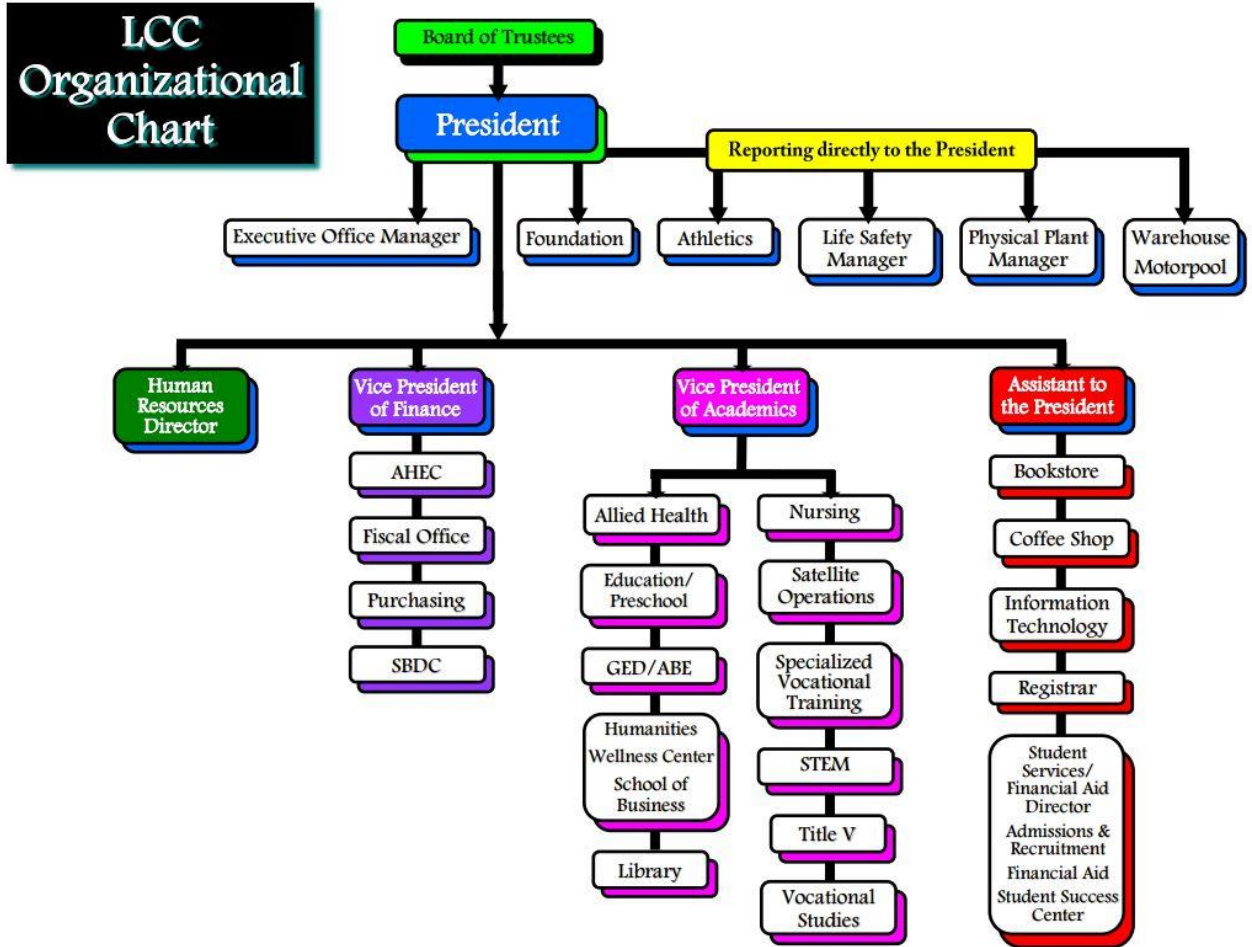 LCC
Organizational
Chart
Board of Trustees
President
Reporting directly to the President
Executive Office Manager
Foundation
Athletics
Life Safety
Manager
Physical Plant
Manager
Warehouse
Motorpool
Human
Resources
Director
Vice President
of Finance
Vice President
of Academics
Assistant to
the President
AHEC
Fiscal Office
Purchasing
SBDC
Allied Health
Education/
Preschool
GED/ABE
Humanities
Wellness Center
School of
Business
Library
Nursing
Satellite
Operations
Specialized
Vocational
Training
STEM
Title V
Vocational
Studies
Bookstore
Coffee Shop
Information
Technology
Registrar
Student
Services/
Financial Aid
Director
Admissions &
Recruitment
Financial Aid
Student Success
Center